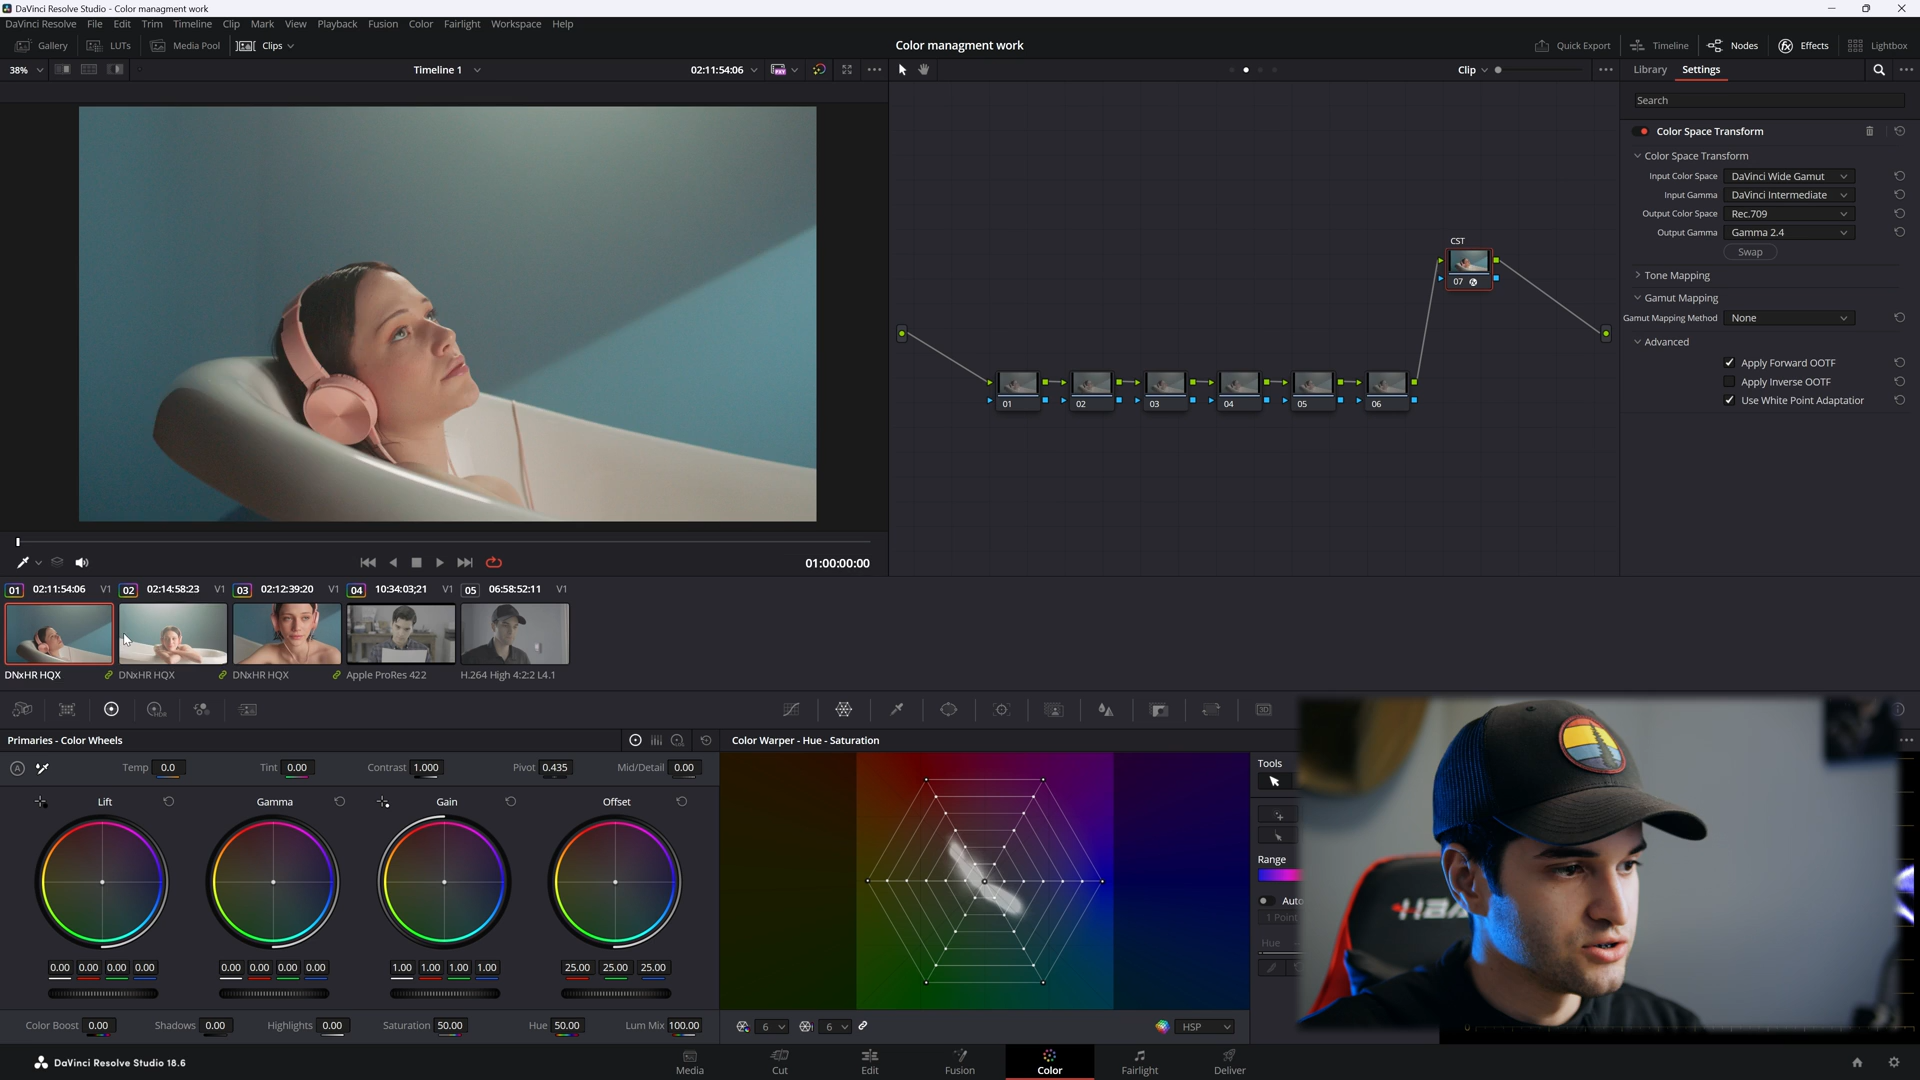 DaVinci Resolve Studio - Color managment work
DaVinci Resolve File Edit Trim Timeline Clip Mark View Playback Fusion Color Fairlight Workspace Help
Gallery LUTs Media Pool Clips Color managment work Quick Export Timeline Nodes Effects Lightbox
38% Timeline 1 02:11:54:06 Clip Library Settings
Search
Color Space Transform
Color Space Transform
Input Color Space DaVinci Wide Gamut
Input Gamma DaVinci Intermediate
Output Color Space Rec.709
Output Gamma Gamma 2.4
Swap
Tone Mapping
Gamut Mapping
Gamut Mapping Method None
Advanced
Apply Forward OOTF
Apply Inverse OOTF
Use White Point Adaptatior
CST
07
01 02 03 04 05 06
01:00:00:00
01 02:11:54:06 V1 02 02:14:58:23 V1 03 02:12:39:20 V1 04 10:34:03;21 V1 05 06:58:52:11 V1
DNxHR HQX DNxHR HQX DNxHR HQX Apple ProRes 422 H.264 High 4:2:2 L4.1
HDR 3D
Primaries - Color Wheels Color Warper - Hue - Saturation
A Temp 0.0 Tint 0.00 Contrast 1.000 Pivot 0.435 Mid/Detail 0.00 Tools
Lift Gamma Gain Offset
Range
Auto
1 Point
Hue
0.00 0.00 0.00 0.00 0.00 0.00 0.00 0.00 1.00 1.00 1.00 1.00 25.00 25.00 25.00
Color Boost 0.00 Shadows 0.00 Highlights 0.00 Saturation 50.00 Hue 50.00 Lum Mix 100.00 6 6 HSP
0
DaVinci Resolve Studio 18.6 Media Cut Edit Fusion Color Fairlight Deliver